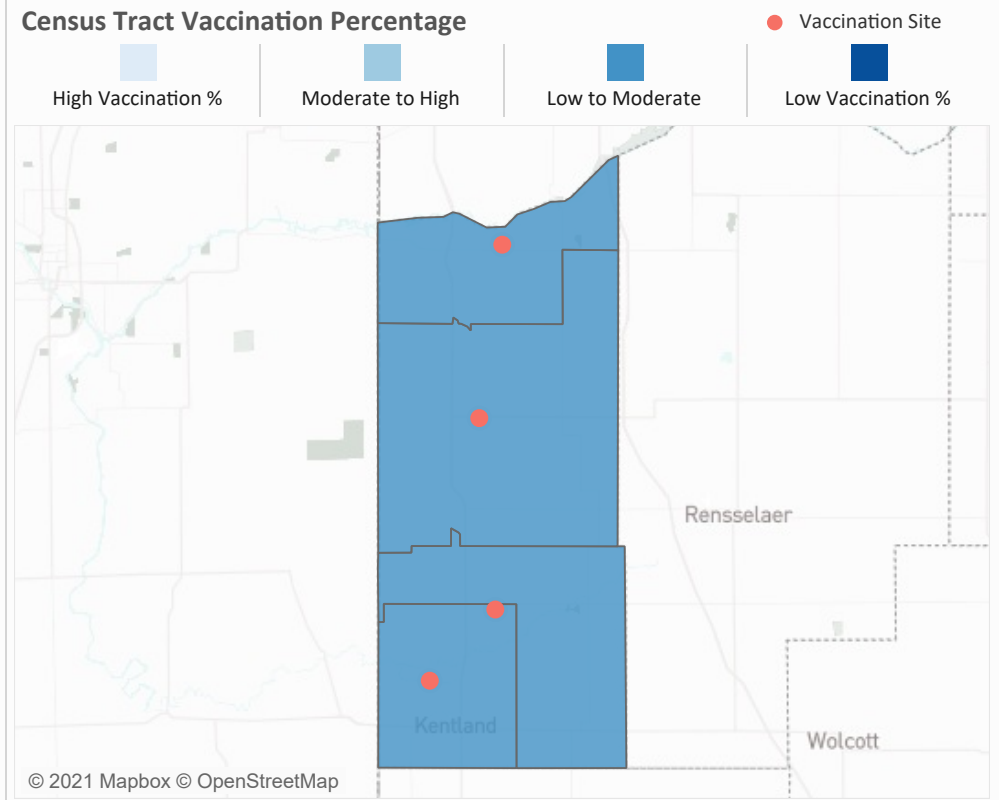 Census Tract Vaccination Percentage
Vaccination Site
High Vaccination %
Moderate to High
Low to Moderate
Low Vaccination %
Rensselaer
Kentland
Wolcott
© 2021 Mapbox © OpenStreetMap